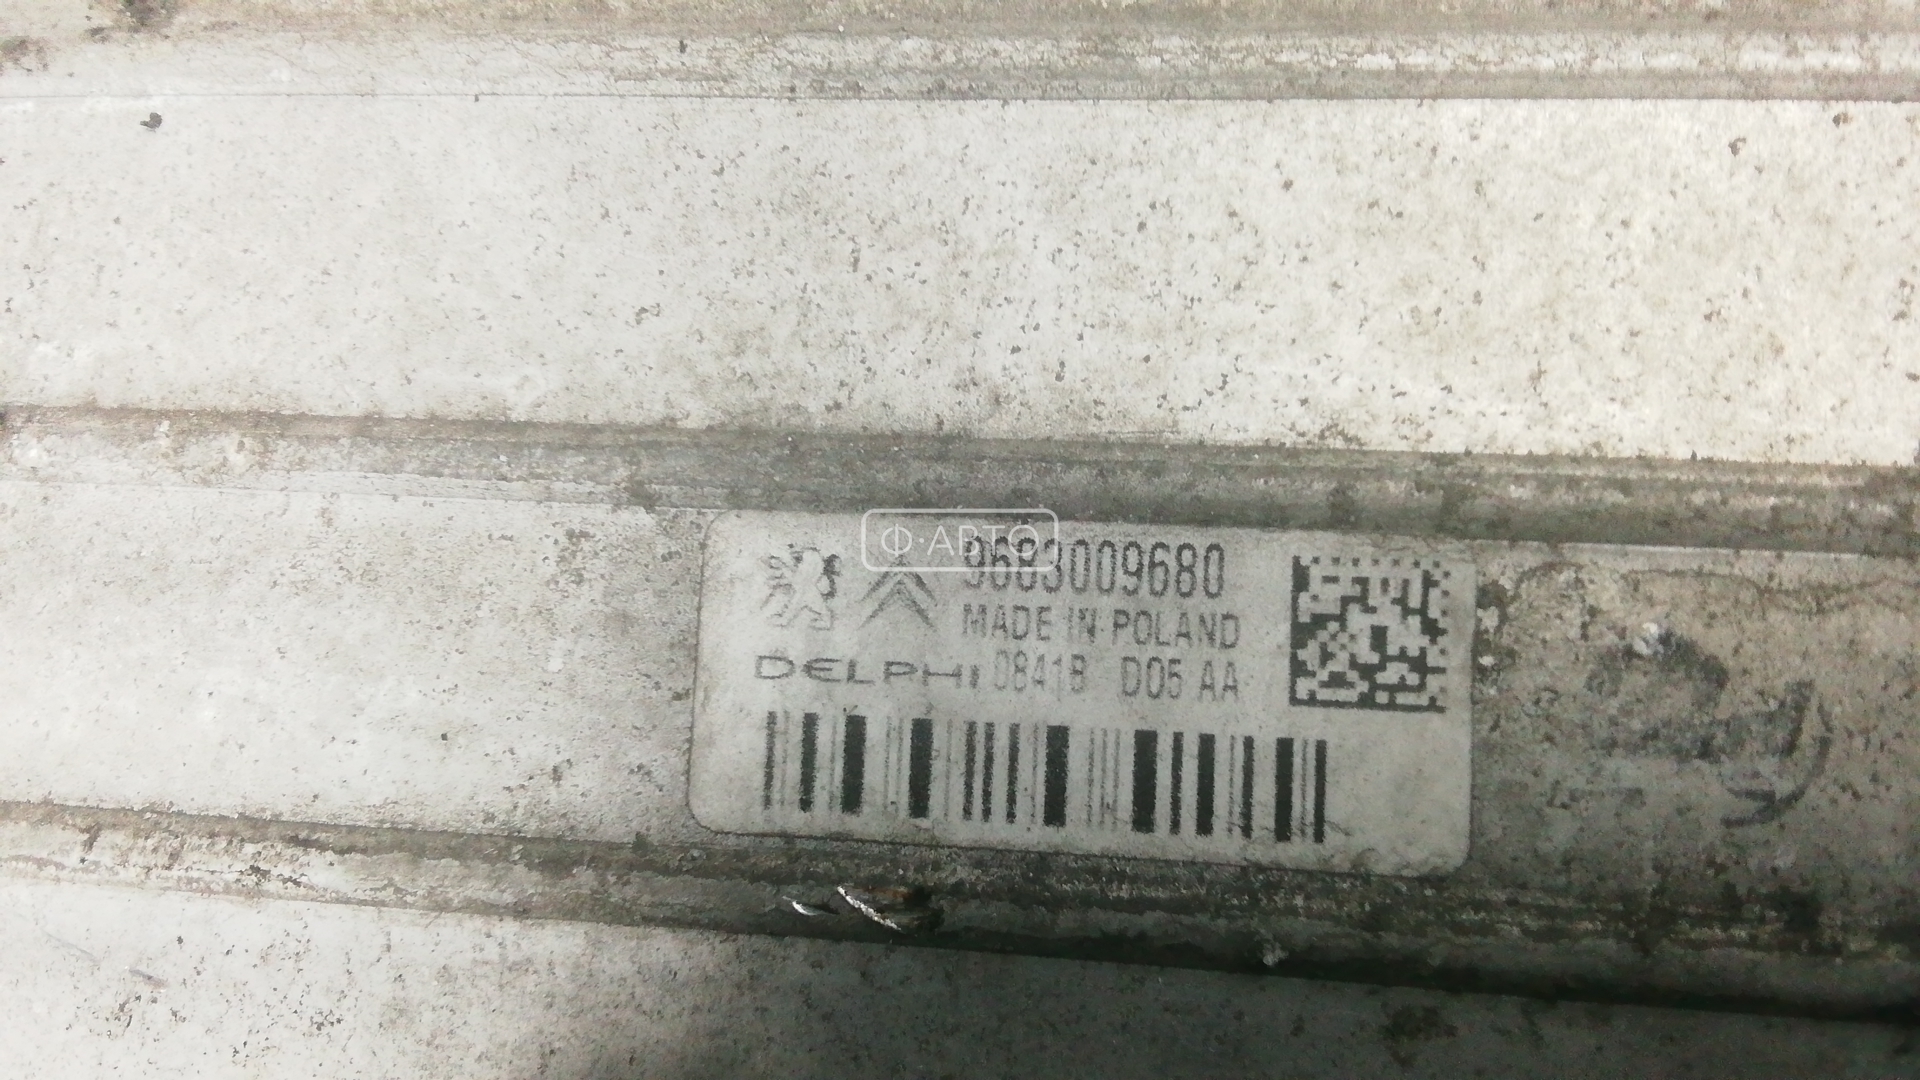 Ф·АВТО
9683009680
MADE IN POLAND
DELPHI 0841B D05 AA